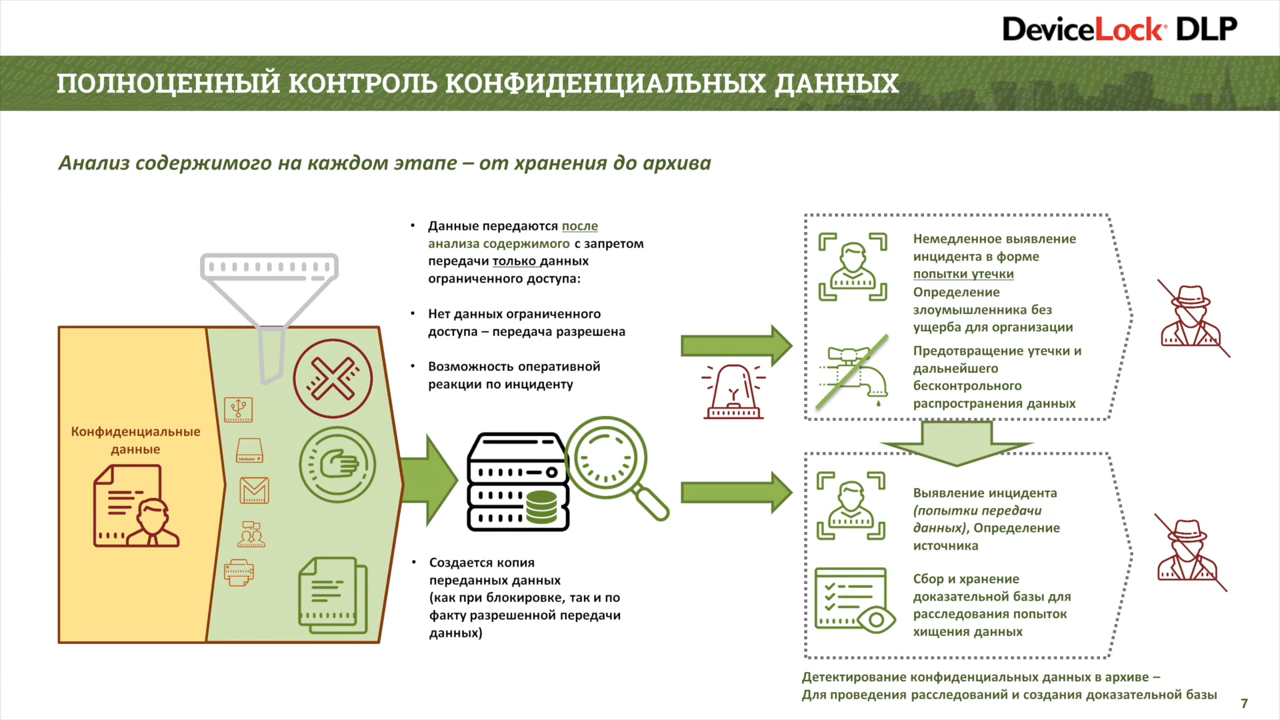 DeviceLock® DLP
ПОЛНОЦЕННЫЙ КОНТРОЛЬ КОНФИДЕНЦИАЛЬНЫХ ДАННЫХ
Анализ содержимого на каждом этапе – от хранения до архива
Конфиденциальные
данные
• Данные передаются после
анализа содержимого с запретом
передачи только данных
ограниченного доступа:
• Нет данных ограниченного
доступа – передача разрешена
• Возможность оперативной
реакции по инциденту
• Создается копия
переданных данных
(как при блокировке, так и по
факту разрешенной передачи
данных)
Немедленное выявление
инцидента в форме
попытки утечки
Определение
злоумышленника без
ущерба для организации
Предотвращение утечки и
дальнейшего
бесконтрольного
распространения данных
Выявление инцидента
(попытки передачи
данных), Определение
источника
Сбор и хранение
доказательной базы для
расследования попыток
хищения данных
Детектирование конфиденциальных данных в архиве –
Для проведения расследований и создания доказательной базы
7